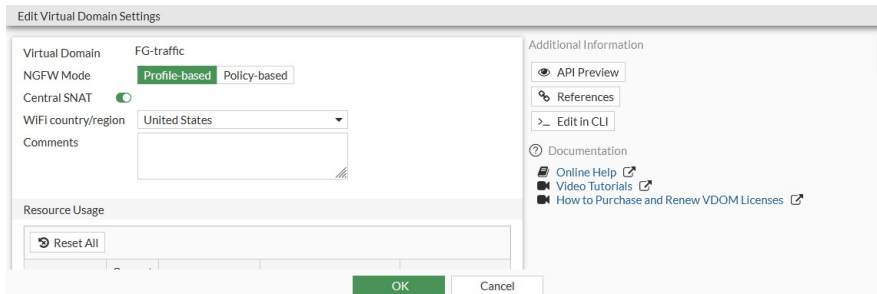 Edit Virtual Domain Settings
Virtual Domain FG-traffic
NGFW Mode Profile-based Policy-based
Central SNAT
WiFi country/region United States
Comments
Resource Usage
Reset All
OK Cancel
Additional Information
API Preview
References
>_ Edit in CLI
Documentation
Online Help
Video Tutorials
How to Purchase and Renew VDOM Licenses